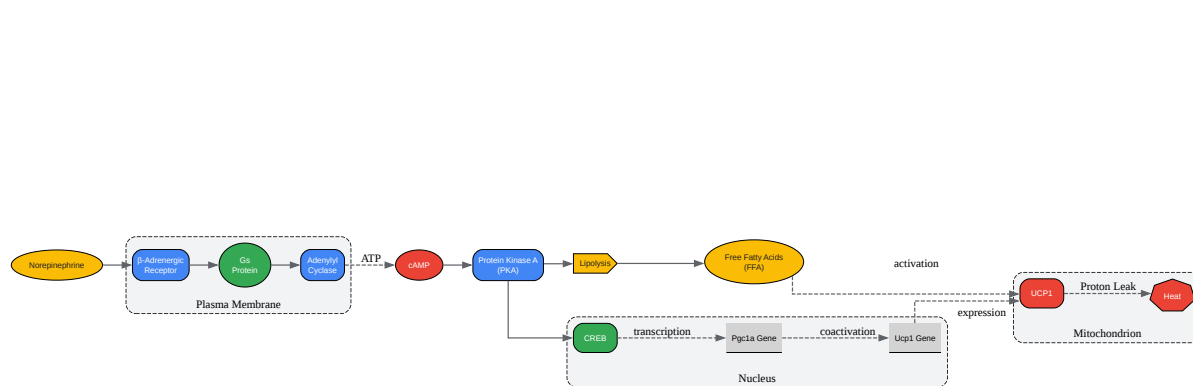 Norepinephrine
β-Adrenergic
Receptor
Gs
Protein
Adenylyl
Cyclase
Plasma Membrane
ATP
cAMP
Protein Kinase A
(PKA)
Lipolysis
Free Fatty Acids
(FFA)
activation
CREB
transcription
Pgc1a Gene
coactivation
Ucp1 Gene
Nucleus
expression
UCP1
Proton Leak
Heat
Mitochondrion